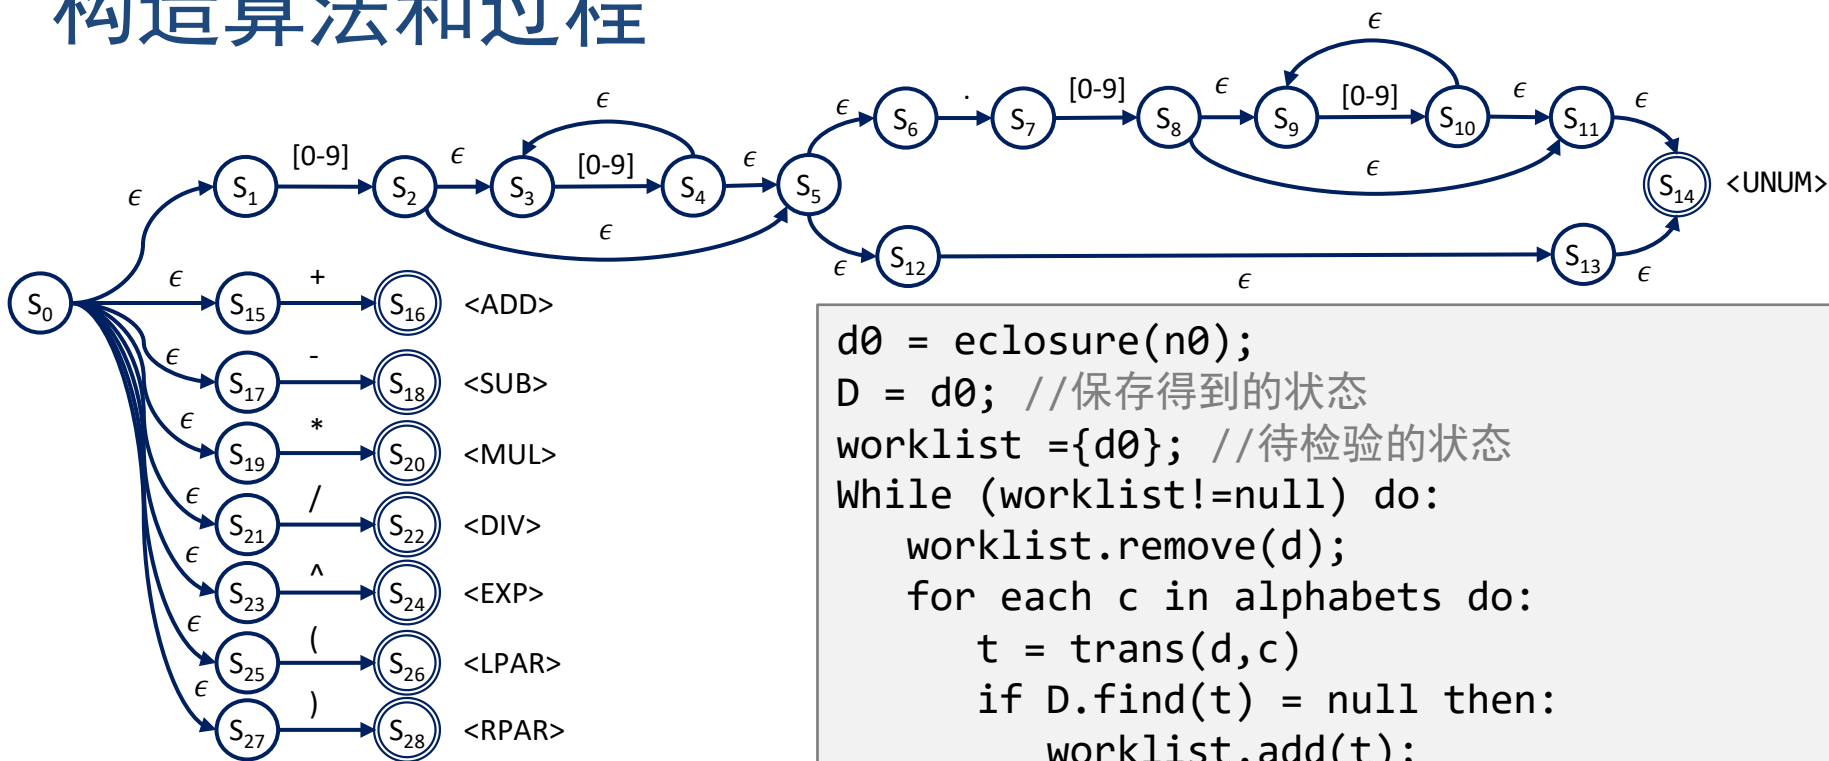 构造算法和过程
ϵ
ϵ [0-9] ϵ [0-9] ϵ
S6 . S7 [0-9] S8 ϵ S9 [0-9] S10 ϵ S11 ϵ
[0-9] ϵ [0-9] ϵ
ϵ S1 S2 S3 S4 S5 ϵ S14 <UNUM>
ϵ
ϵ S12 ϵ S13 ϵ
S0
ϵ S15 + S16 <ADD>
ϵ S17 - S18 <SUB>
ϵ S19 * S20 <MUL>
ϵ S21 / S22 <DIV>
ϵ S23 ^ S24 <EXP>
ϵ S25 ( S26 <LPAR>
ϵ S27 ) S28 <RPAR>
d0 = eclosure(n0);
D = d0; //保存得到的状态
worklist ={d0}; //待检验的状态
While (worklist!=null) do:
worklist.remove(d);
for each c in alphabets do:
t = trans(d,c)
if D.find(t) = null then:
worklist.add(t);